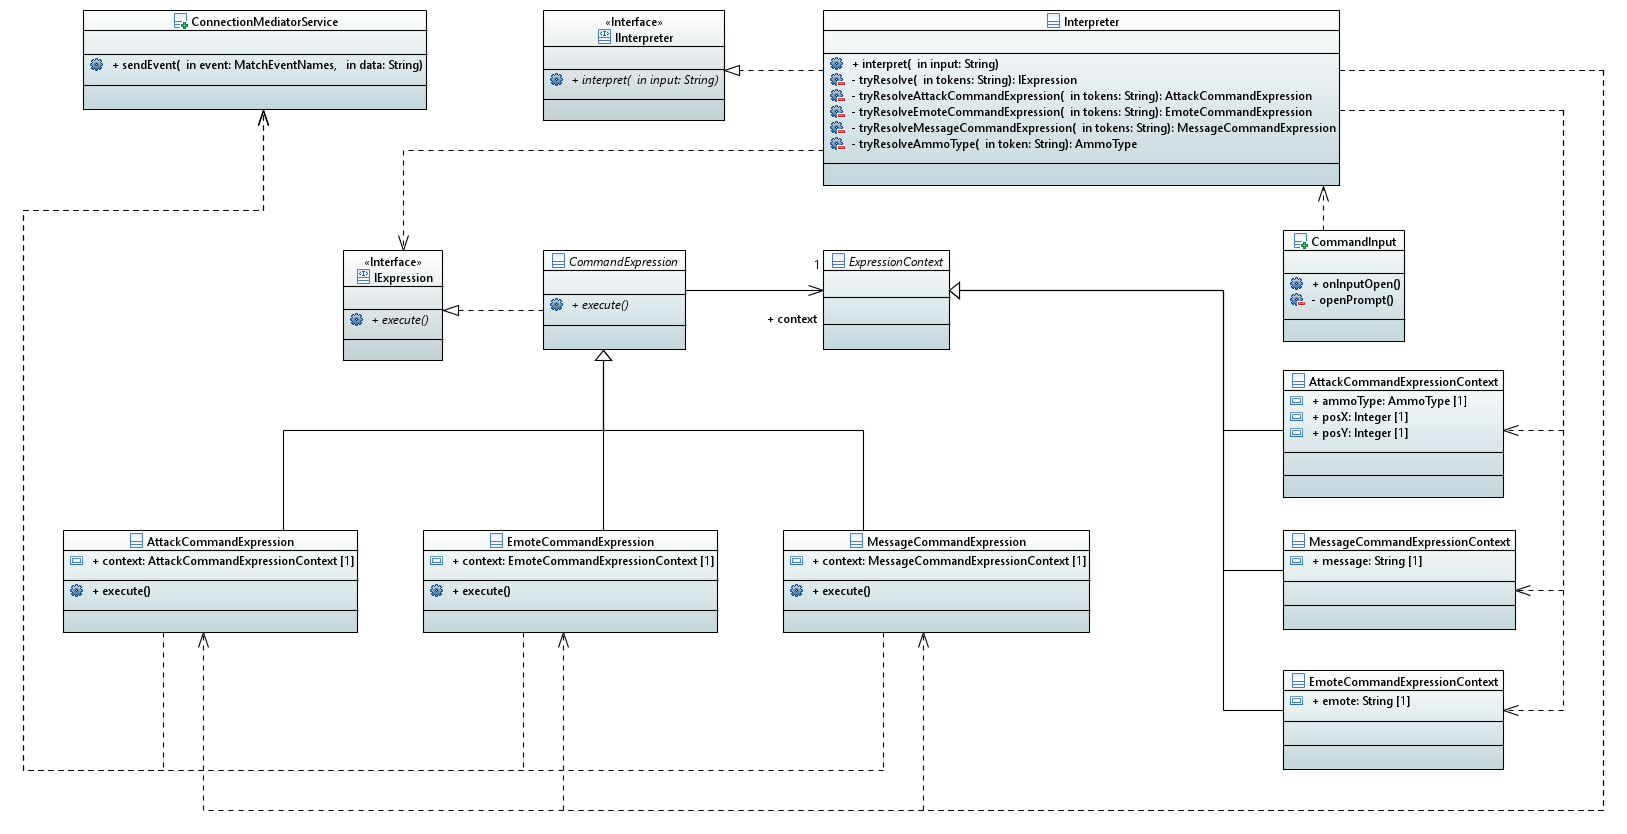 ConnectionMediatorService
+ sendEvent(  in event: MatchEventNames,   in data: String)
«Interface»
IInterpreter
+ interpret(  in input: String)
Interpreter
+ interpret(  in input: String)
- tryResolve(  in tokens: String): IExpression
- tryResolveAttackCommandExpression(  in tokens: String): AttackCommandExpression
- tryResolveEmoteCommandExpression(  in tokens: String): EmoteCommandExpression
- tryResolveMessageCommandExpression(  in tokens: String): MessageCommandExpression
- tryResolveAmmoType(  in token: String): AmmoType
«Interface»
IExpression
+ execute()
CommandExpression
+ execute()
1
+ context
ExpressionContext
CommandInput
+ onInputOpen()
- openPrompt()
AttackCommandExpressionContext
+ ammoType: AmmoType [1]
+ posX: Integer [1]
+ posY: Integer [1]
AttackCommandExpression
+ context: AttackCommandExpressionContext [1]
+ execute()
EmoteCommandExpression
+ context: EmoteCommandExpressionContext [1]
+ execute()
MessageCommandExpression
+ context: MessageCommandExpressionContext [1]
+ execute()
MessageCommandExpressionContext
+ message: String [1]
EmoteCommandExpressionContext
+ emote: String [1]